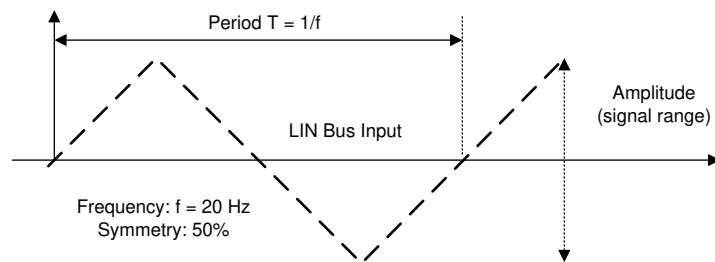 Period T = 1/f
Amplitude
(signal range)
LIN Bus Input
Frequency: f = 20 Hz
Symmetry: 50%